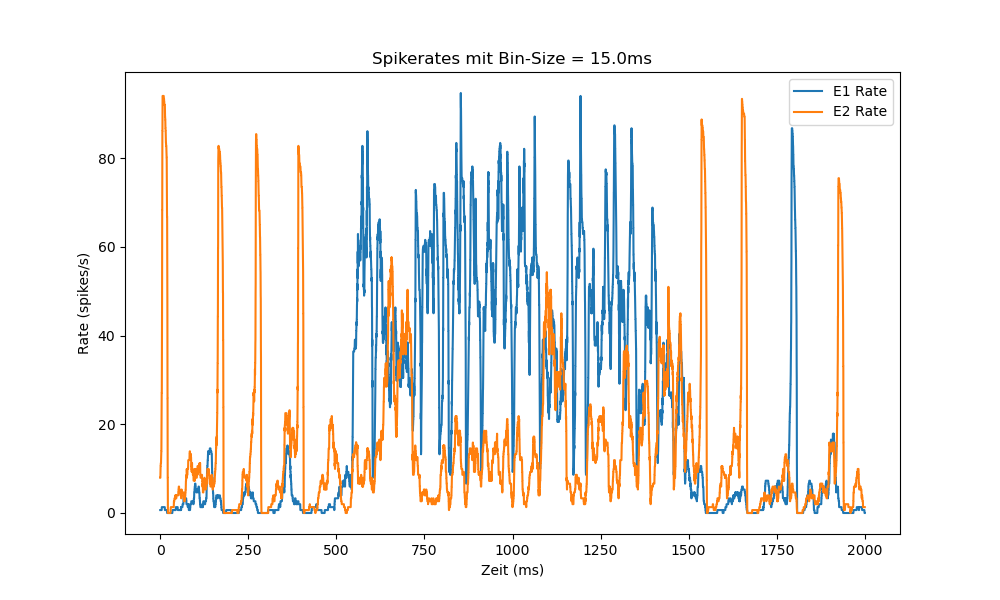 Spikerates mit Bin-Size = 15.0ms
E1 Rate
E2 Rate
Rate (spikes/s)
80
60
40
20
0
0 250 500 750 1000 1250 1500 1750 2000
Zeit (ms)